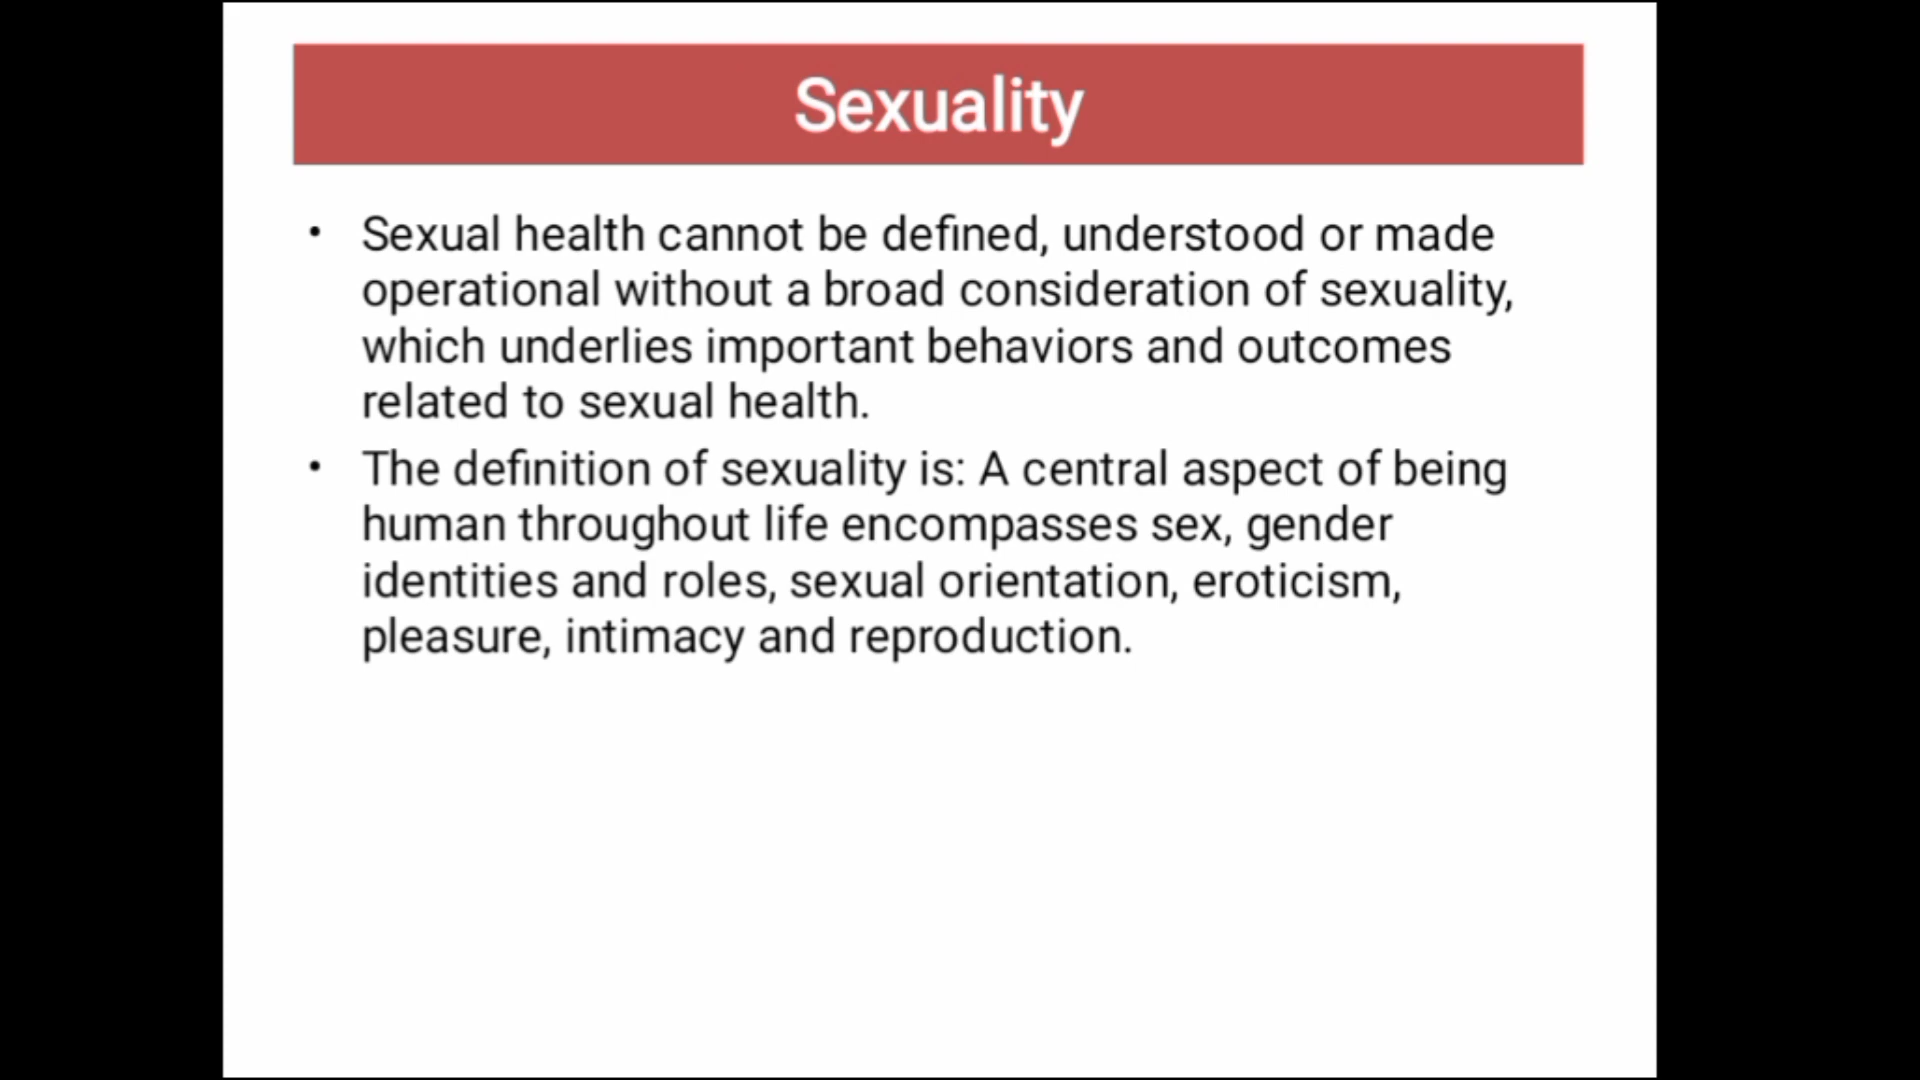 Sexuality
• Sexual health cannot be defined, understood or made
operational without a broad consideration of sexuality,
which underlies important behaviors and outcomes
related to sexual health.
• The definition of sexuality is: A central aspect of being
human throughout life encompasses sex, gender
identities and roles, sexual orientation, eroticism,
pleasure, intimacy and reproduction.